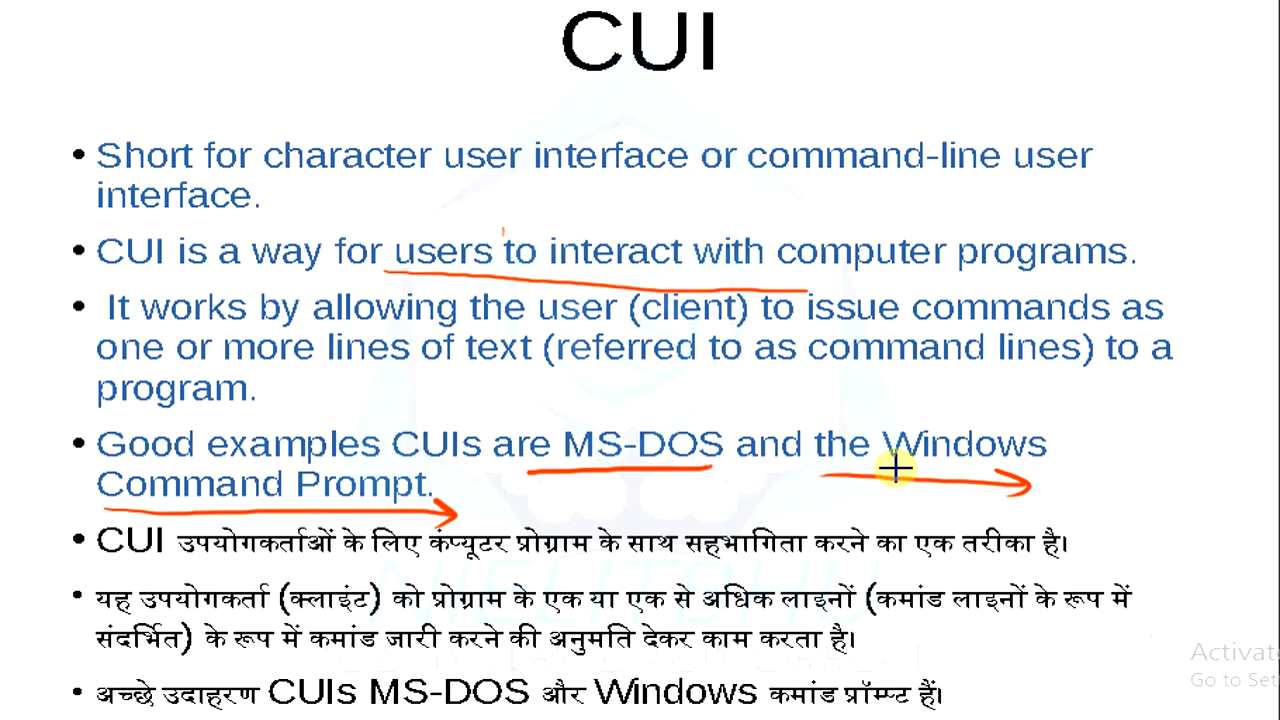 CUI
• Short for character user interface or command-line user
interface.
• CUI is a way for users to interact with computer programs.
• It works by allowing the user (client) to issue commands as
one or more lines of text (referred to as command lines) to a
program.
• Good examples CUIs are MS-DOS and the Windows
Command Prompt.
• CUI उपयोगकर्ताओं के लिए कंप्यूटर प्रोग्राम के साथ सहभागिता करने का एक तरीका है।
• यह उपयोगकर्ता (क्लाइंट) को प्रोग्राम के एक या एक से अधिक लाइनों (कमांड लाइनों के रूप में
संदर्भित) के रूप में कमांड जारी करने की अनुमति देकर काम करता है।
• अच्छे उदाहरण CUIs MS-DOS और Windows कमांड प्रॉम्प्ट हैं।
Activat
Go to Set